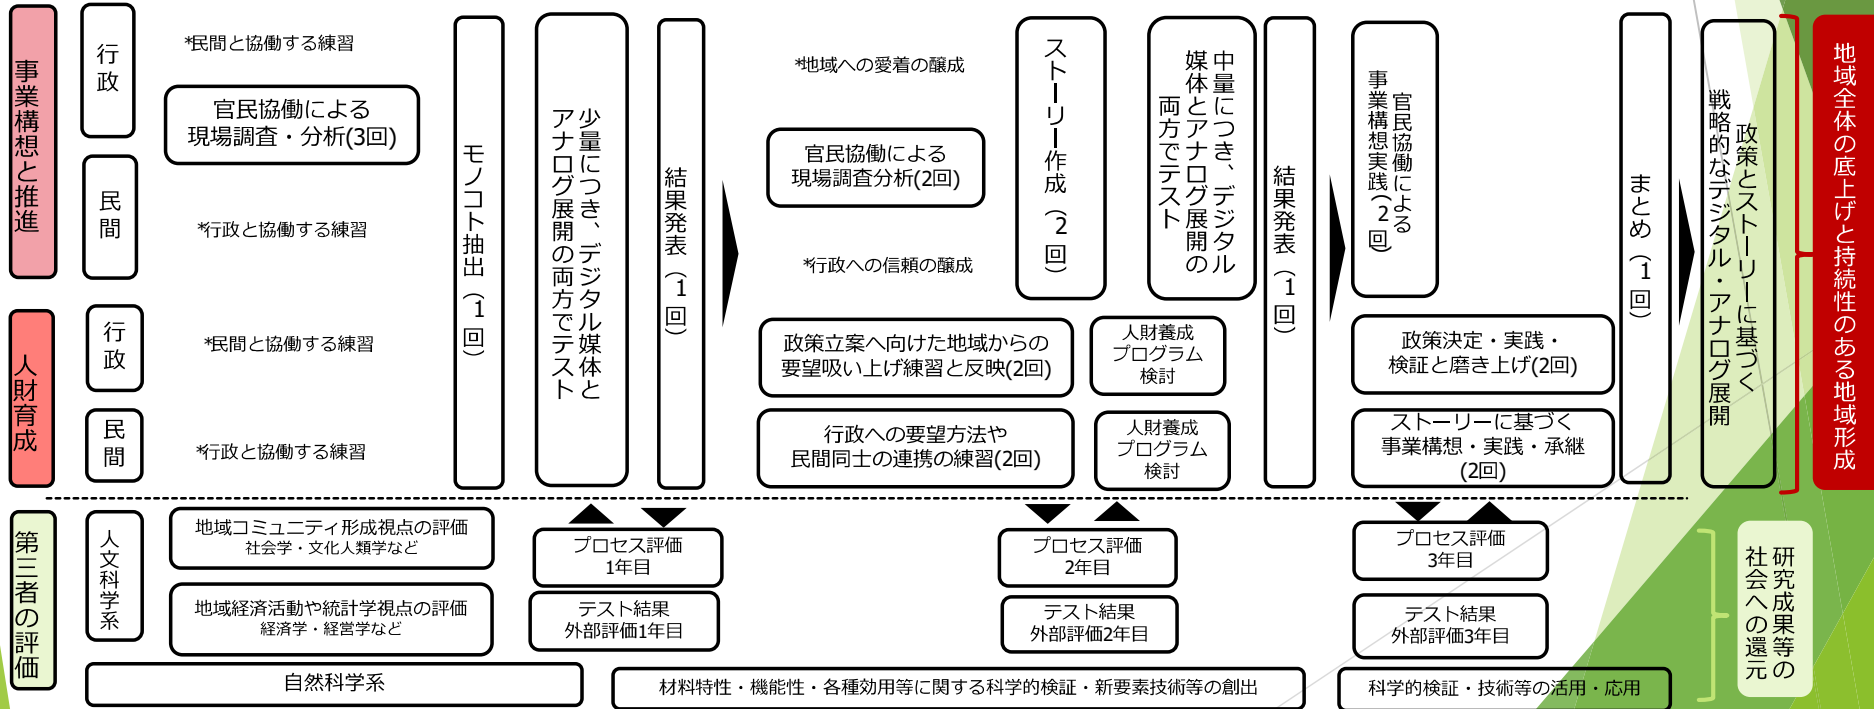 事業構想と推進
行政
*民間と協働する練習
官民協働による
現場調査・分析(3回)
民間
*行政と協働する練習
人財育成
行政
*民間と協働する練習
民間
*行政と協働する練習
モノコト抽出（1回）
少量につき、デジタル媒体と
アナログ展開の両方でテスト
結果発表（1回）
*地域への愛着の醸成
官民協働による
現場調査分析(2回)
*行政への信頼の醸成
ストーリー作成（2回）
中量につき、デジタル
媒体とアナログ展開の
両方でテスト
政策立案へ向けた地域からの
要望吸い上げ練習と反映(2回)
人財養成
プログラム
検討
行政への要望方法や
民間同士の連携の練習(2回)
人財養成
プログラム
検討
結果発表（1回）
官民協働による
事業構想実践（2回）
政策決定・実践・
検証と磨き上げ(2回)
ストーリーに基づく
事業構想・実践・承継
(2回)
まとめ（1回）
政策とストーリーに基づく
戦略的なデジタル・アナログ展開
地域全体の底上げと持続性のある地域形成
第三者の評価
人文科学系
地域コミュニティ形成視点の評価
社会学・文化人類学など
地域経済活動や統計学視点の評価
経済学・経営学など
プロセス評価
1年目
テスト結果
外部評価1年目
プロセス評価
2年目
テスト結果
外部評価2年目
プロセス評価
3年目
テスト結果
外部評価3年目
自然科学系
材料特性・機能性・各種効用等に関する科学的検証・新要素技術等の創出
科学的検証・技術等の活用・応用
研究成果等の
社会への還元